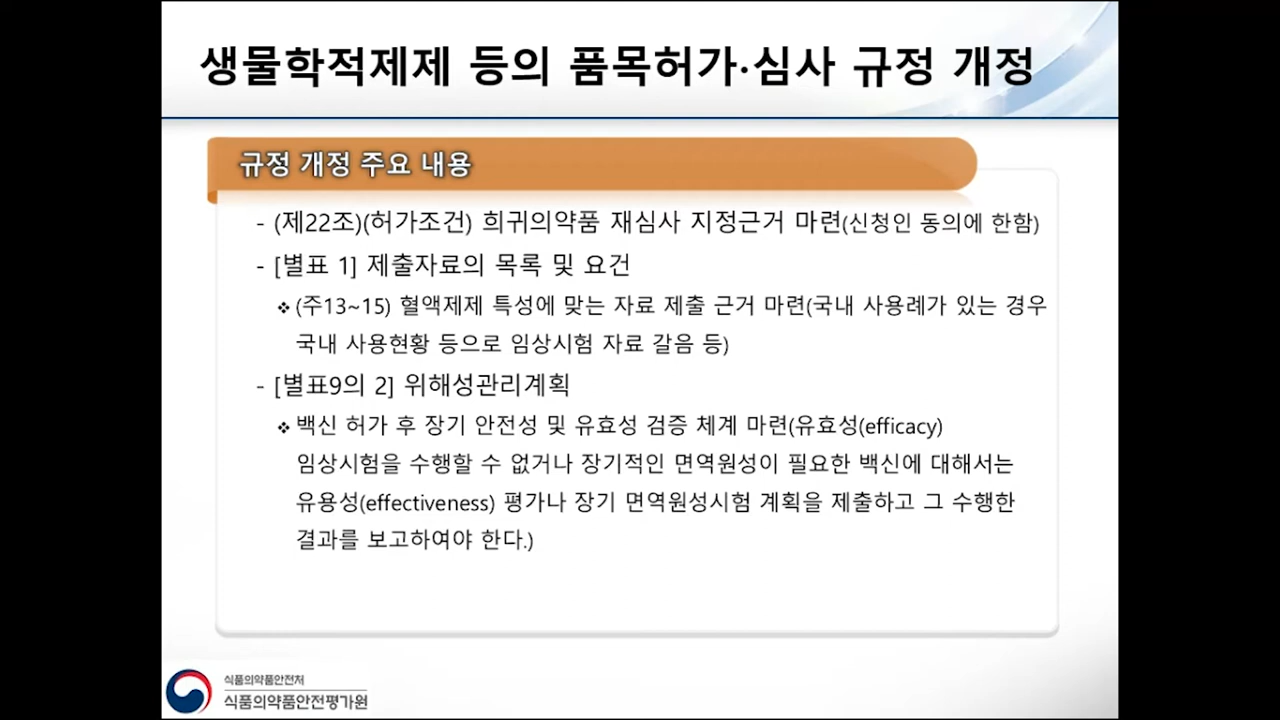 생물학적제제 등의 품목허가·심사 규정 개정
규정 개정 주요 내용
- (제22조)(허가조건) 희귀의약품 재심사 지정근거 마련(신청인 동의에 한함)
- [별표 1] 제출자료의 목록 및 요건
❖ (주13~15) 혈액제제 특성에 맞는 자료 제출 근거 마련(국내 사용례가 있는 경우
국내 사용현황 등으로 임상시험 자료 갈음 등)
- [별표9의 2] 위해성관리계획
❖ 백신 허가 후 장기 안전성 및 유효성 검증 체계 마련(유효성(efficacy)
임상시험을 수행할 수 없거나 장기적인 면역원성이 필요한 백신에 대해서는
유용성(effectiveness) 평가나 장기 면역원성시험 계획을 제출하고 그 수행한
결과를 보고하여야 한다.)
식품의약품안전처
식품의약품안전평가원